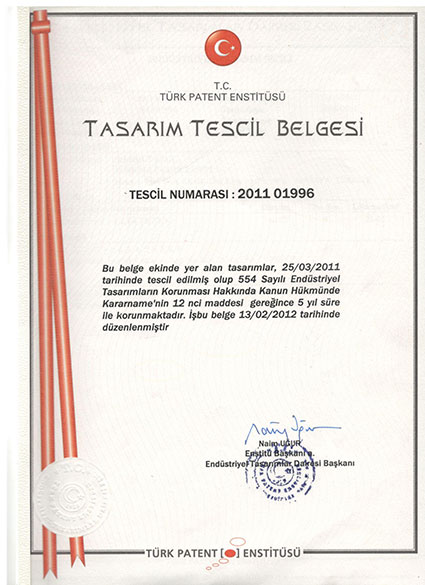 T.C.
TÜRK PATENT ENSTİTÜSÜ
TASARIM TESCİL BELGESİ
TESCİL NUMARASI : 2011 01996
Bu belge ekinde yer alan tasarımlar, 25/03/2011
tarihinde tescil edilmiş olup 554 Sayılı Endüstriyel
Tasarımların Korunması Hakkında Kanun Hükmünde
Kararname'nin 12 nci maddesi gereğince 5 yıl süre
ile korunmaktadır. İşbu belge 13/02/2012 tarihinde
düzenlenmiştir
Naim UĞUR
Enstitü Başkanı a.
Endüstriyel Tasarımlar Dairesi Başkanı
TÜRK PATENT ENSTİTÜSÜ